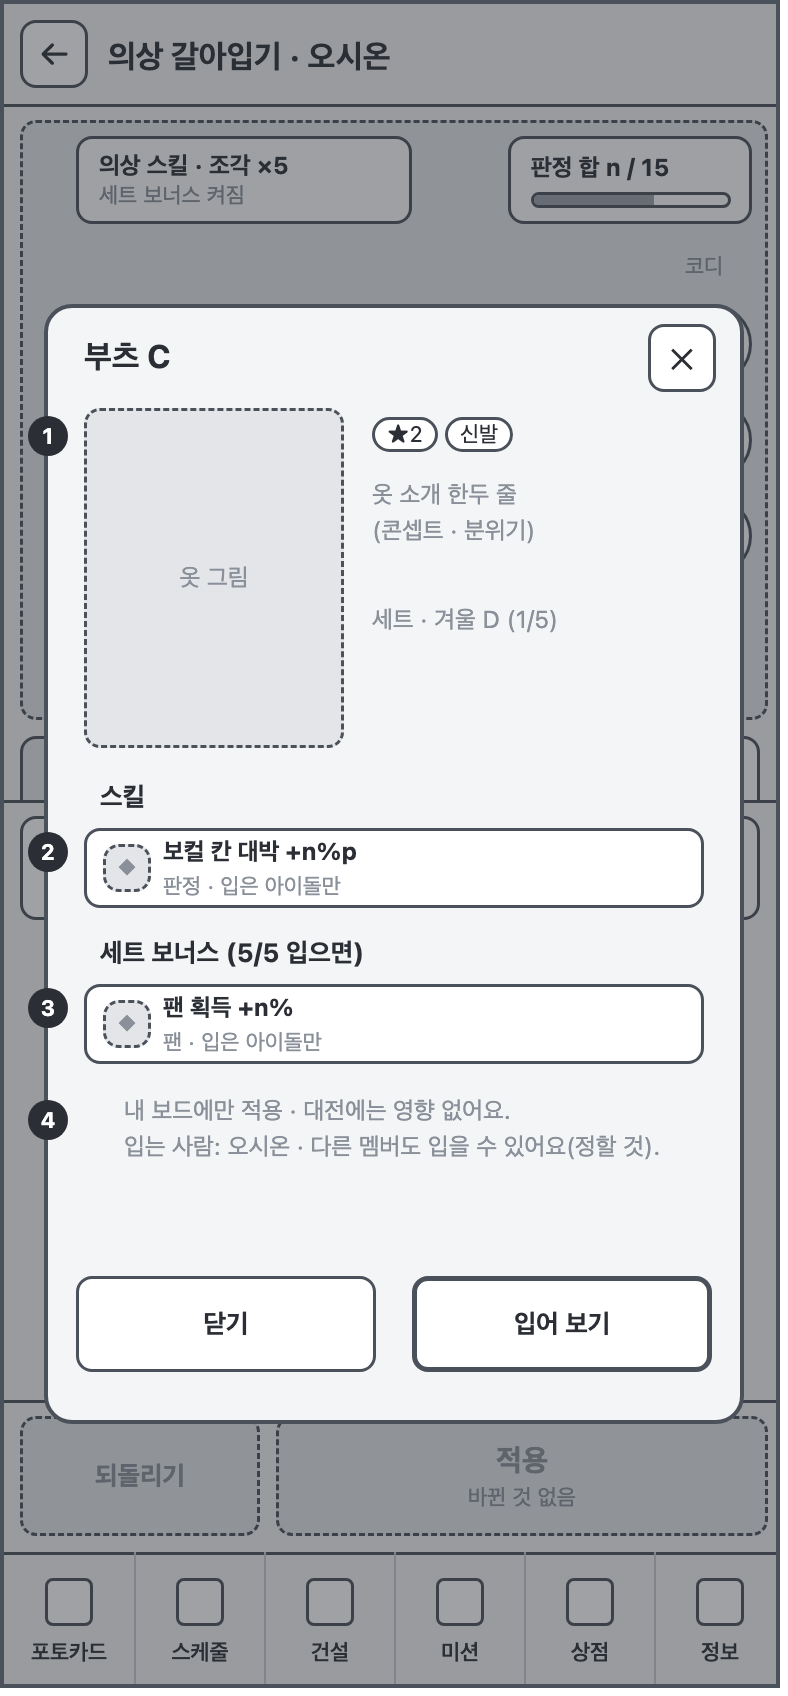 의상 갈아입기 · 오시온
의상 스킬 · 조각 ×5
세트 보너스 켜짐
판정 합 n / 15
코디
부츠 C
1
★2
신발
옷 소개 한두 줄
(콘셉트 · 분위기)
옷 그림
세트 · 겨울 D (1/5)
스킬
2
보컬 칸 대박 +n%p
판정 · 입은 아이돌만
세트 보너스 (5/5 입으면)
3
팬 획득 +n%
팬 · 입은 아이돌만
4
내 보드에만 적용 · 대전에는 영향 없어요.
입는 사람: 오시온 · 다른 멤버도 입을 수 있어요(정할 것).
닫기
입어 보기
되돌리기
적용
바뀐 것 없음
포토카드
스케줄
건설
미션
상점
정보